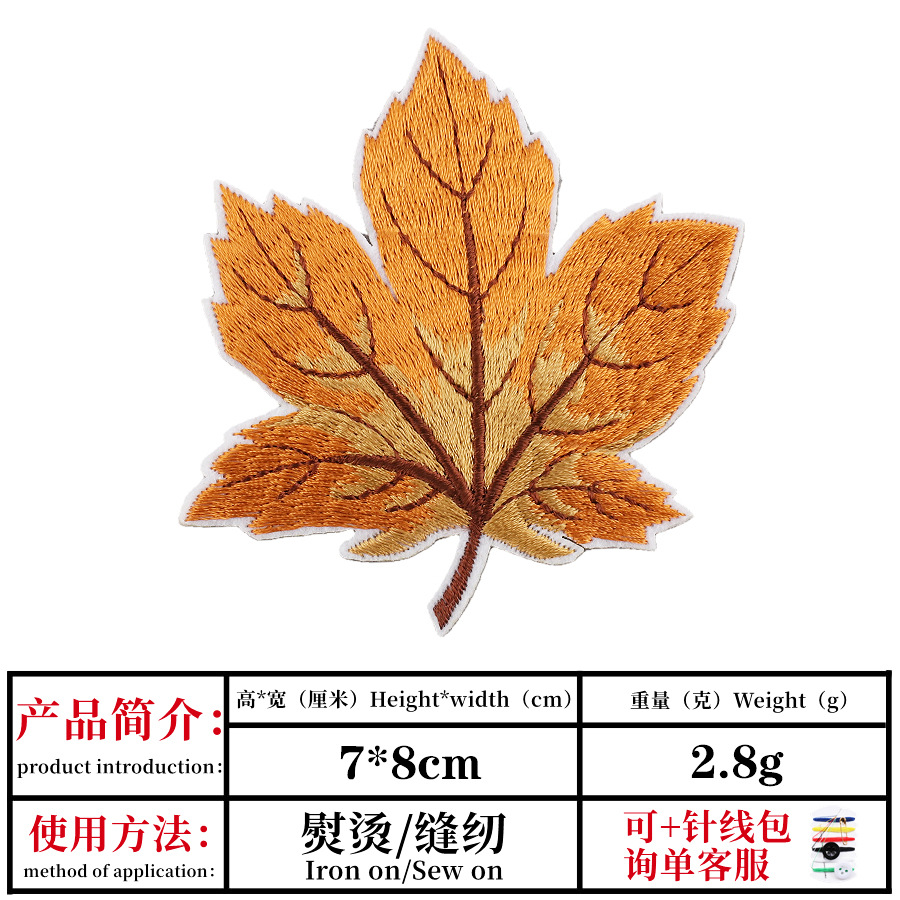 产品简介：
product introduction：
高*宽（厘米）Height*width（cm）
重量（克）Weight（g）
7*8cm
2.8g
使用方法：
method of application：
熨烫/缝纫
Iron on/Sew on
可+针线包
询单客服